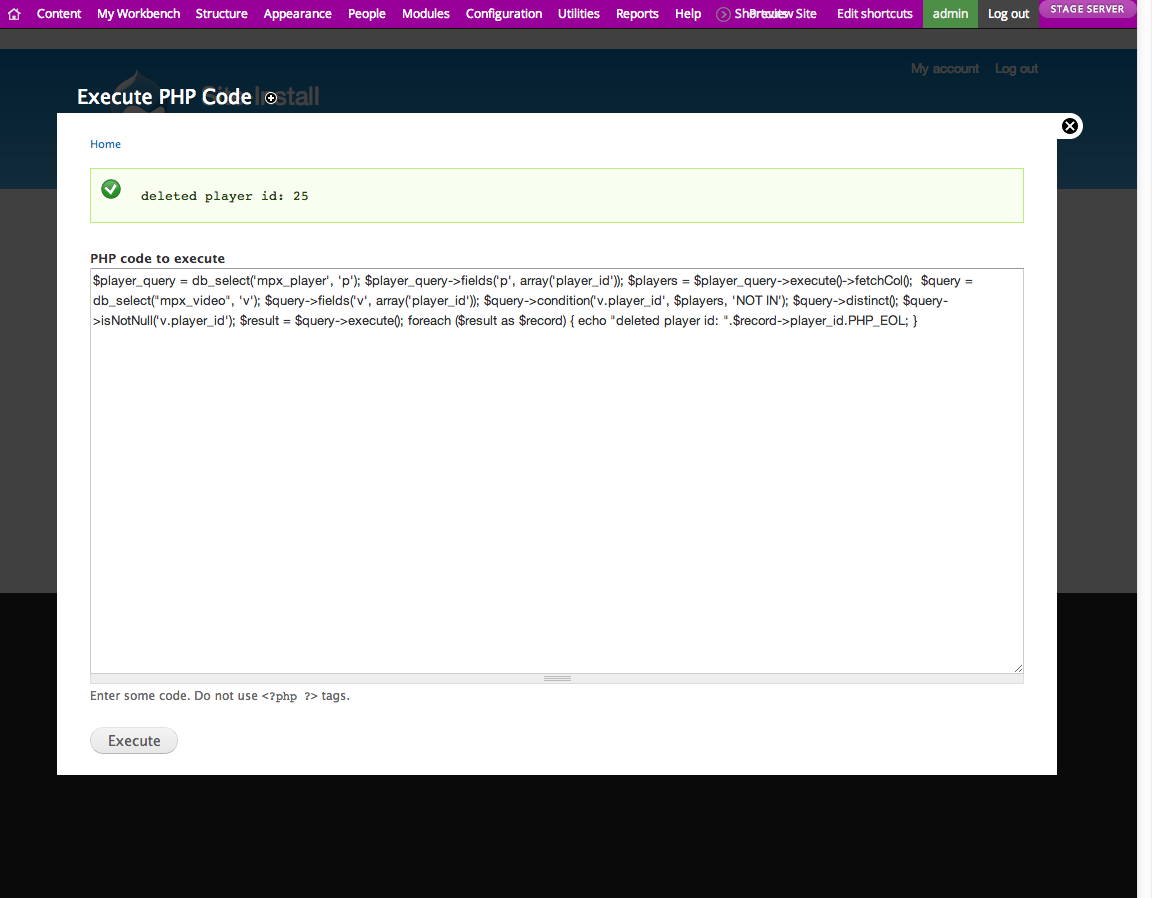 Content My Workbench Structure Appearance People Modules Configuration Utilities Reports Help Preview Site Edit shortcuts admin Log out STAGE SERVER
My account Log out
Execute PHP Code
Home
deleted player id: 25
PHP code to execute
$player_query = db_select('mpx_player', 'p'); $player_query->fields('p', array('player_id')); $players = $player_query->execute()->fetchCol();  $query =
db_select("mpx_video", 'v'); $query->fields('v', array('player_id')); $query->condition('v.player_id', $players, 'NOT IN'); $query->distinct(); $query-
>isNotNull('v.player_id'); $result = $query->execute(); foreach ($result as $record) { echo "deleted player id: ".$record->player_id.PHP_EOL; }
Enter some code. Do not use <?php ?> tags.
Execute